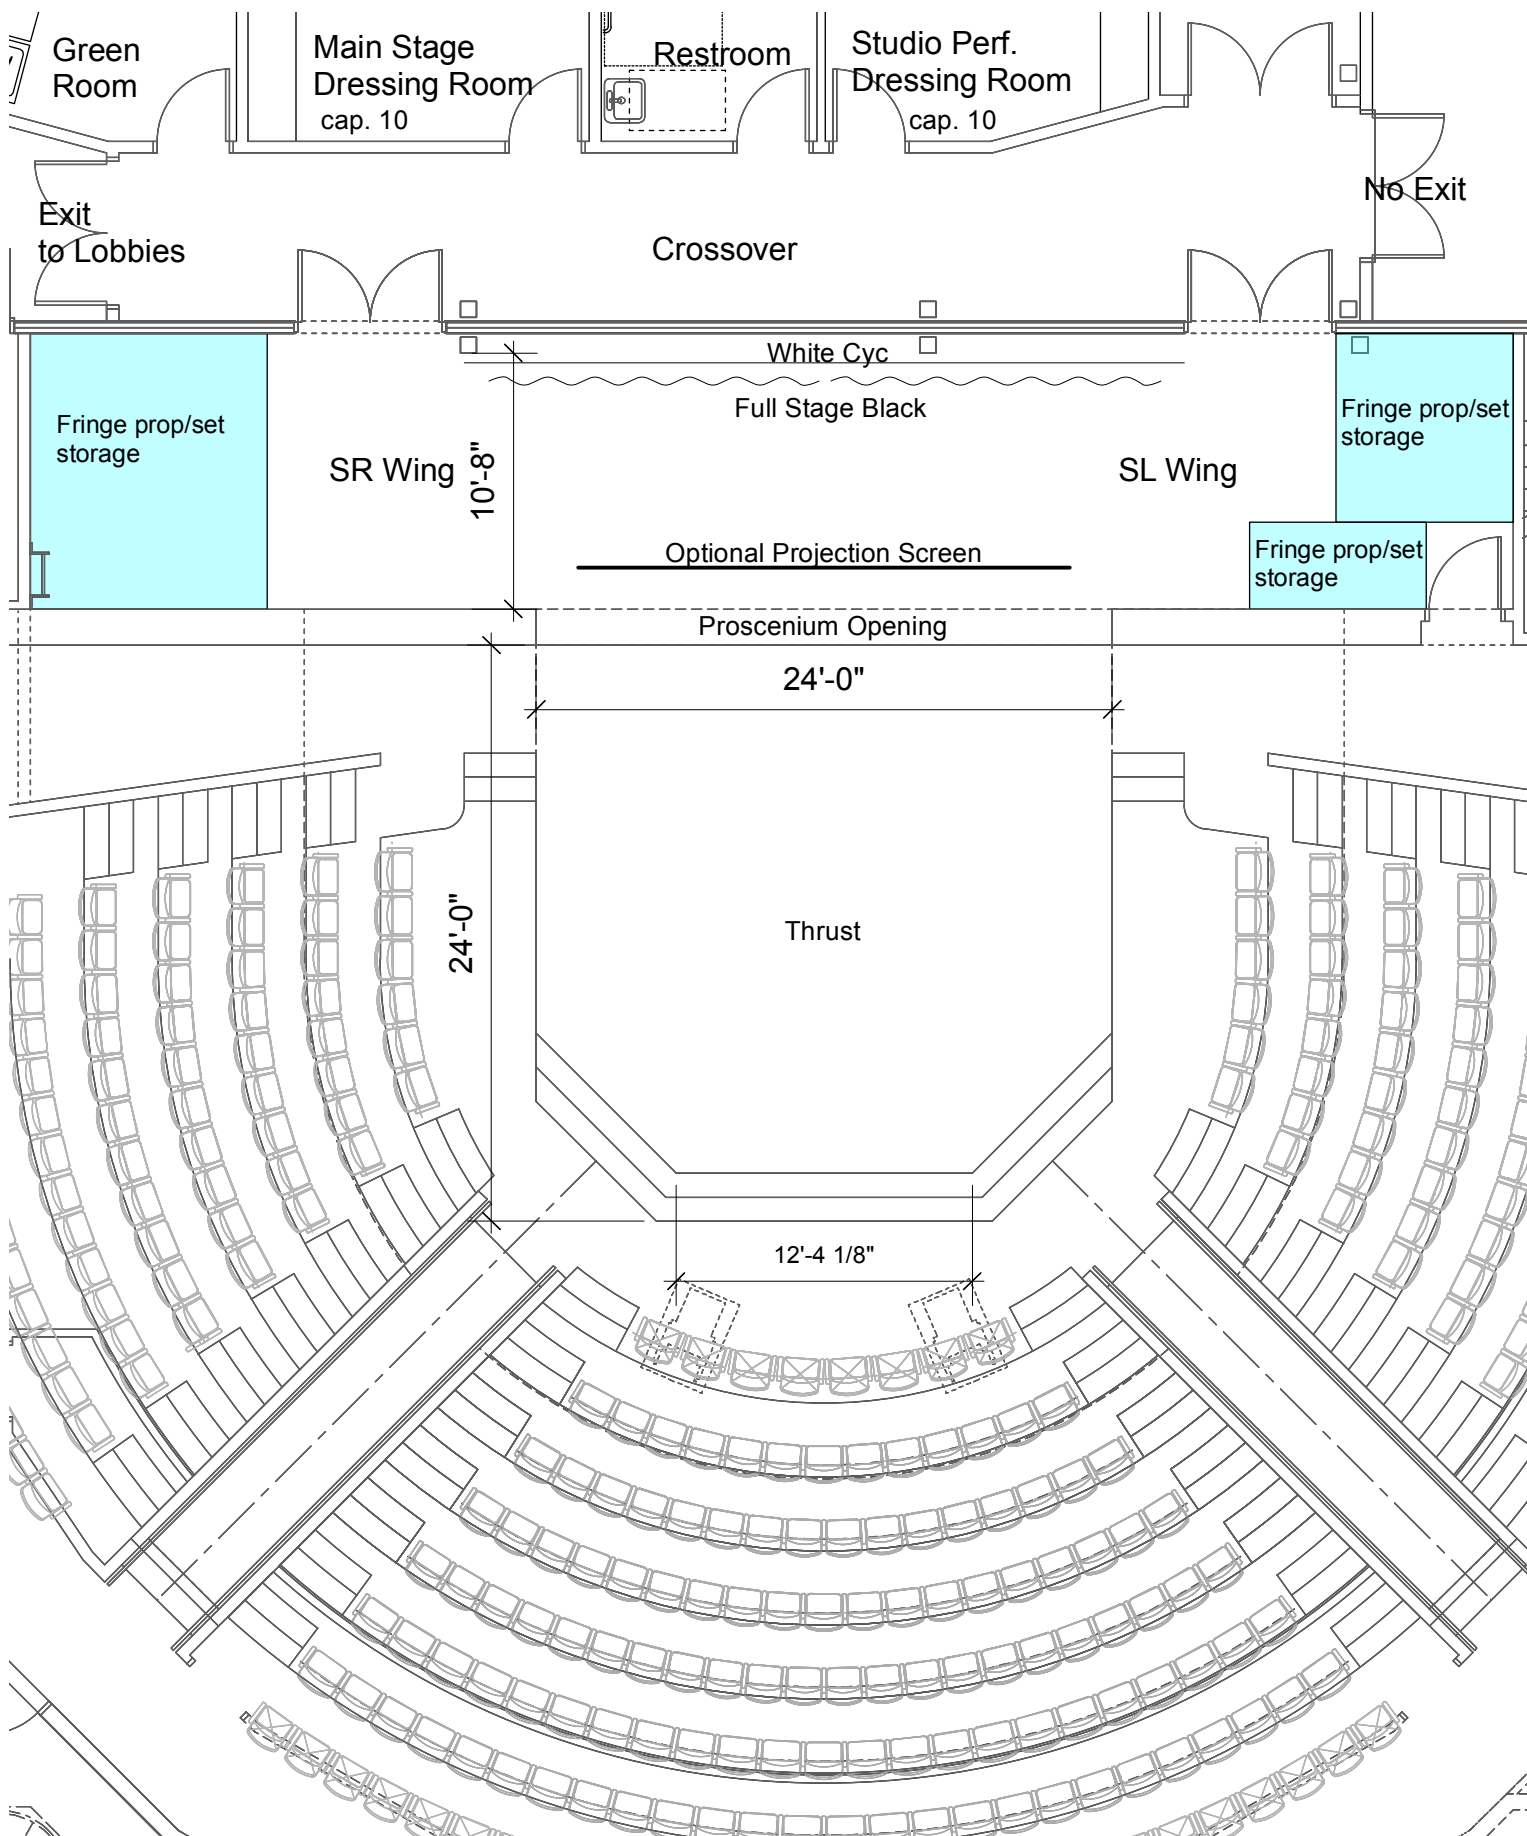 Green
Room
Main Stage
Dressing Room
cap. 10
Restroom
Studio Perf.
Dressing Room
cap. 10
No Exit
Exit
to Lobbies
Crossover
White Cyc
Full Stage Black
Fringe prop/set
storage
SR Wing
10'-8"
SL Wing
Fringe prop/set
storage
Optional Projection Screen
Fringe prop/set
storage
Proscenium Opening
24'-0"
24'-0"
Thrust
12'-4 1/8"